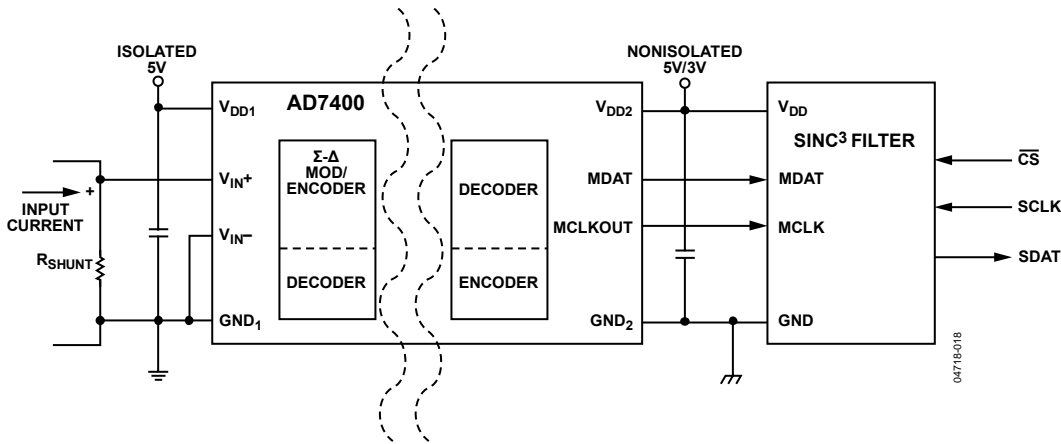 ISOLATED
5V
NONISOLATED
5V/3V
INPUT
CURRENT
+
RSHUNT
AD7400
VDD1
VIN+
VIN–
GND1
Σ-Δ
MOD/
ENCODER
DECODER
DECODER
ENCODER
VDD2
MDAT
MCLKOUT
GND2
VDD
SINC³ FILTER
MDAT
MCLK
GND
C̅S̅
SCLK
SDAT
04718-018